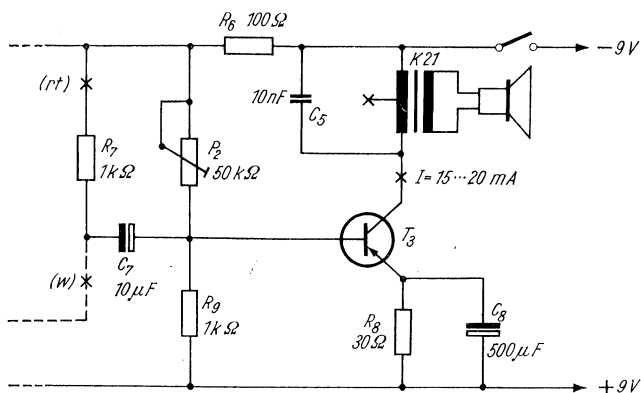 R6 100Ω
−9V
K21
(rt)
10nF
C5
R7
1kΩ
P2
50kΩ
I = 15···20 mA
T3
C7
10μF
(w)
R9
1kΩ
R8
30Ω
C8
500μF
+9V